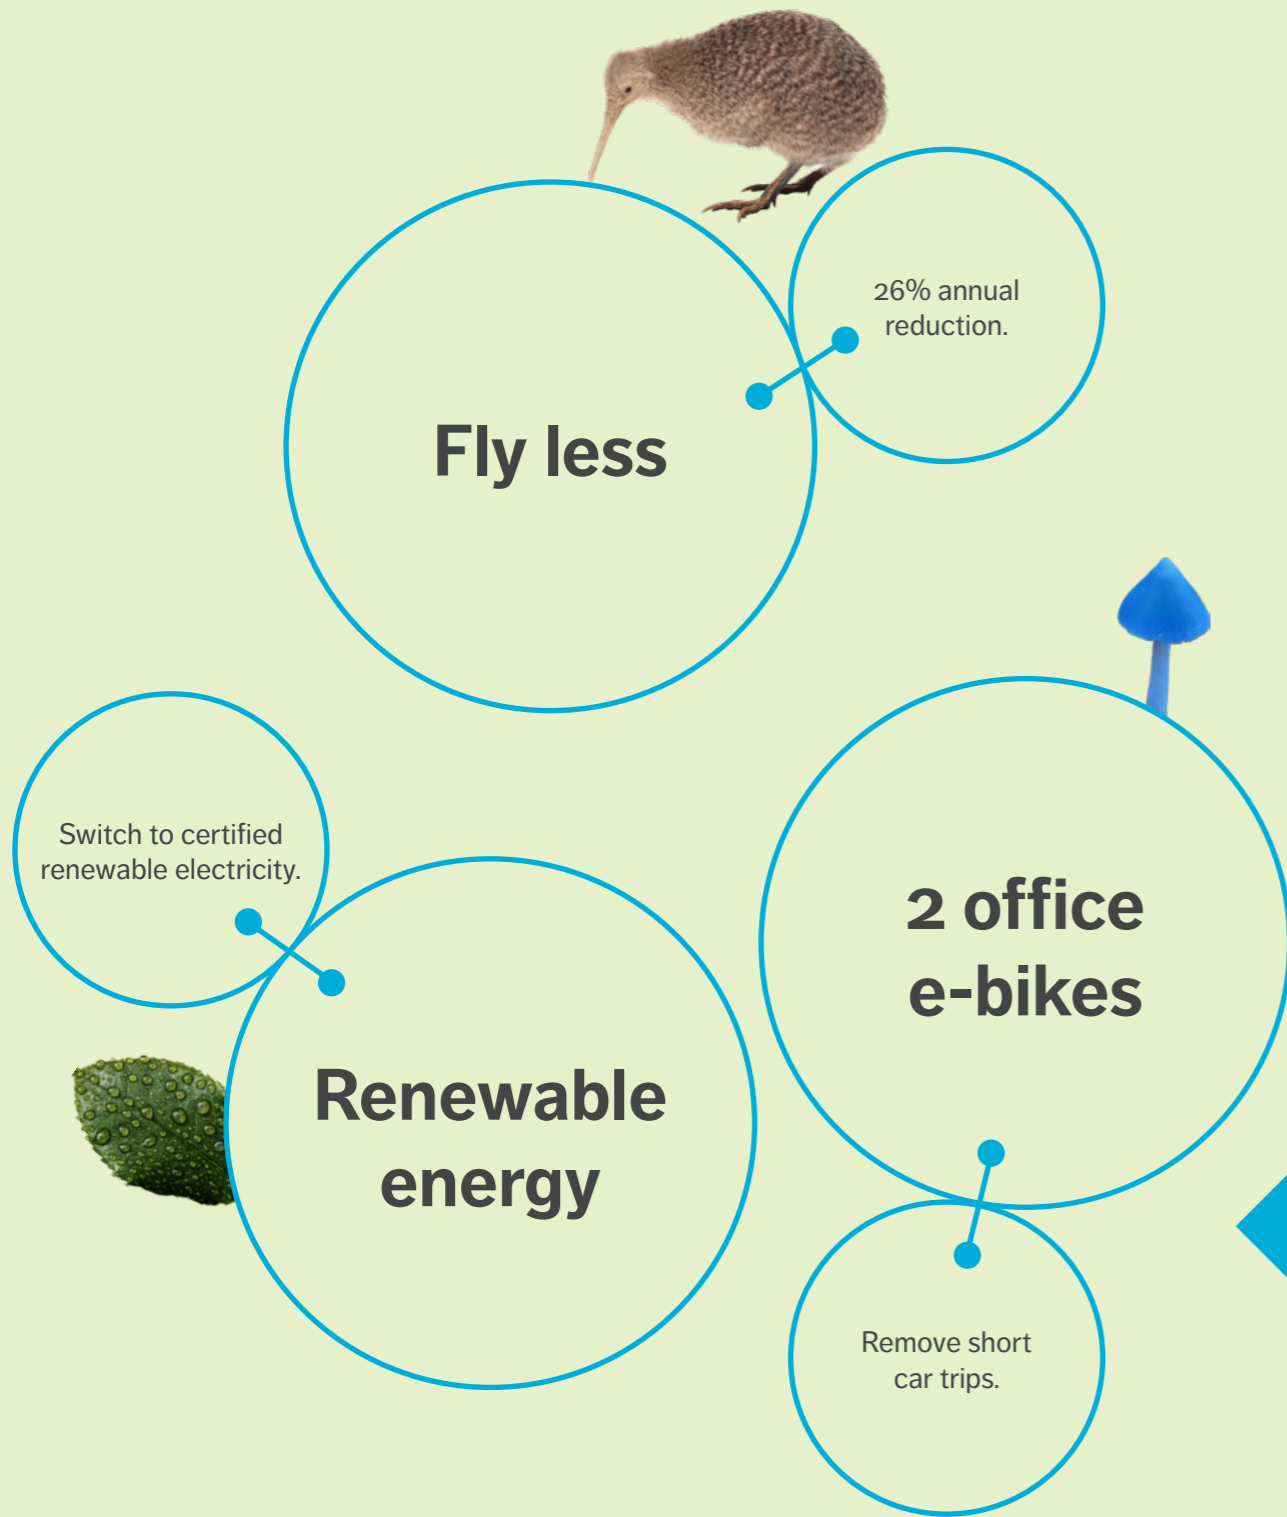 26% annual
reduction.
Fly less
Switch to certified
renewable electricity.
2 office
e-bikes
Renewable
energy
Remove short
car trips.